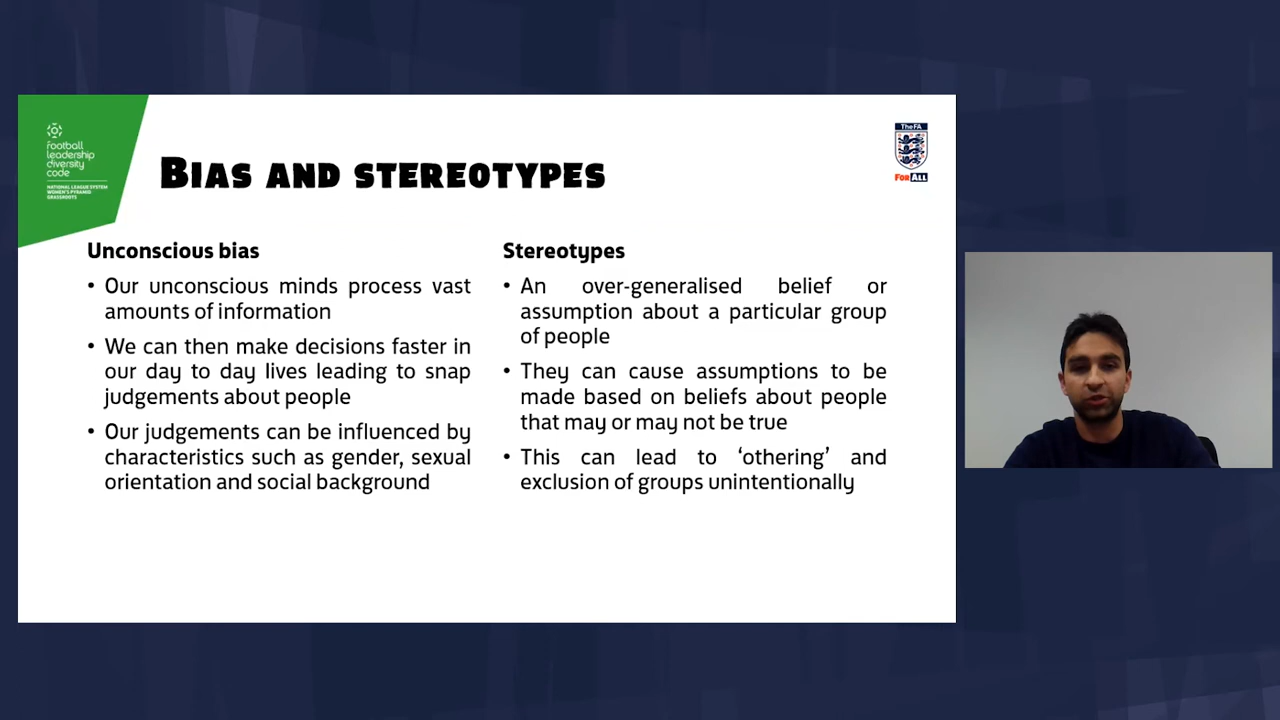 football
leadership
diversity
code
NATIONAL LEAGUE SYSTEM
WOMEN'S PYRAMID
GRASSROOTS
BIAS AND STEREOTYPES
TheFA
FORALL
Unconscious bias
• Our unconscious minds process vast
amounts of information
• We can then make decisions faster in
our day to day lives leading to snap
judgements about people
• Our judgements can be influenced by
characteristics such as gender, sexual
orientation and social background
Stereotypes
• An over-generalised belief or
assumption about a particular group
of people
• They can cause assumptions to be
made based on beliefs about people
that may or may not be true
• This can lead to ‘othering’ and
exclusion of groups unintentionally